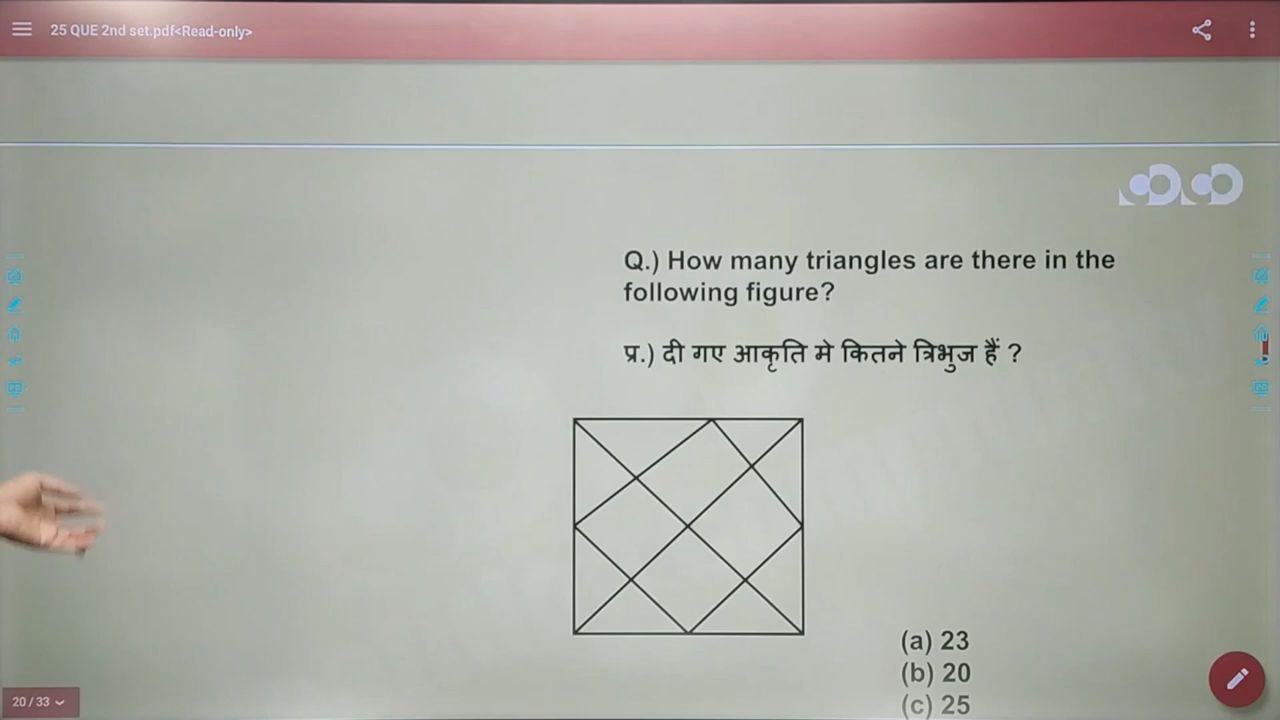 25 QUE 2nd set.pdf<Read-only>
Q.) How many triangles are there in the
following figure?
प्र.) दी गए आकृति मे कितने त्रिभुज हैं ?
(a) 23
(b) 20
(c) 25
20 / 33